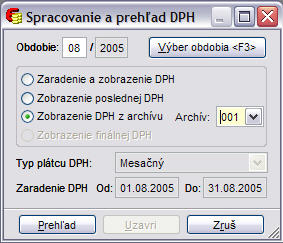 Spracovanie a prehľad DPH
Obdobie: 08 / 2005 Výber obdobia <F3>
Zaradenie a zobrazenie DPH
Zobrazenie poslednej DPH
Zobrazenie DPH z archívu Archív: 001
Zobrazenie finálnej DPH
Typ plátcu DPH: Mesačný
Zaradenie DPH Od: 01.08.2005 Do: 31.08.2005
Prehľad Uzavri Zruš